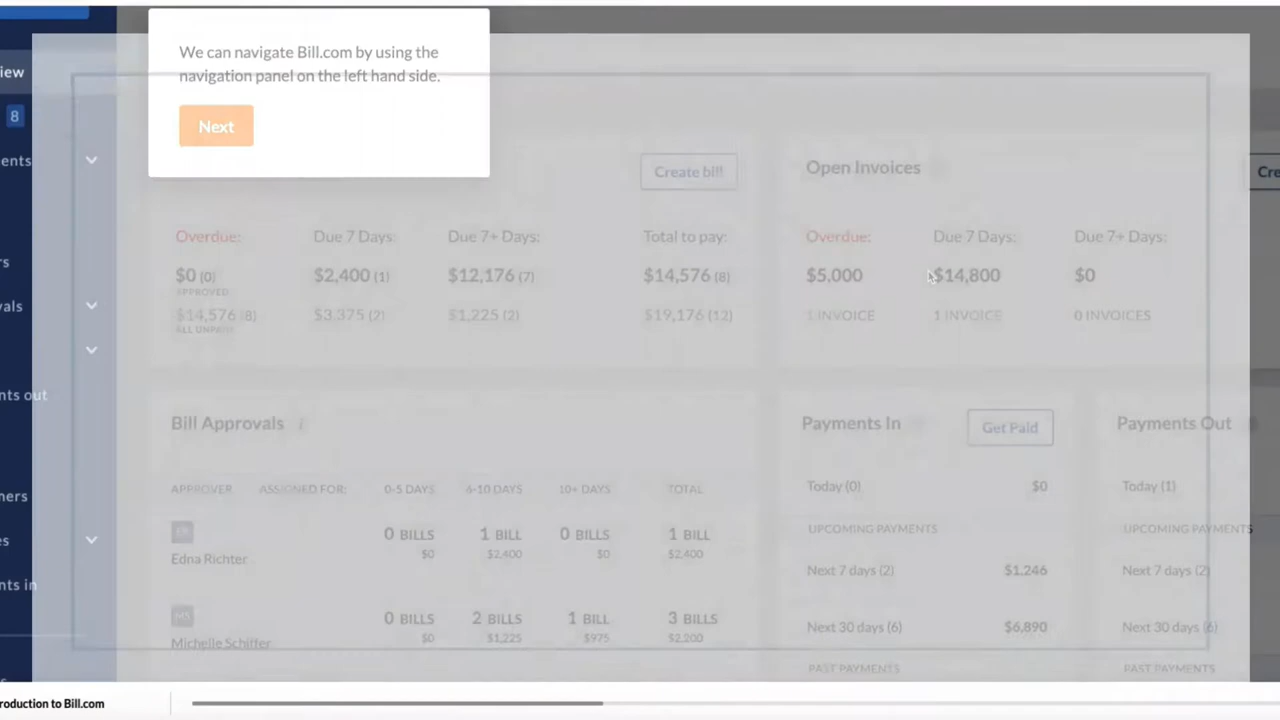 We can navigate Bill.com by using the
navigation panel on the left hand side.
Next
iew
8
ents
rs
vals
nts out
mers
es
nts in
Create bill
Overdue: Due 7 Days: Due 7+ Days: Total to pay:
$0 (0) $2,400 (1) $12,176 (7) $14,576 (8)
APPROVED
$14,576 (8) $3,375 (2) $1,225 (2) $19,176 (12)
ALL UNPAID
Open Invoices
Cre
Overdue: Due 7 Days: Due 7+ Days:
$5,000 $14,800 $0
1 INVOICE 1 INVOICE 0 INVOICES
Bill Approvals
APPROVER ASSIGNED FOR: 0-5 DAYS 6-10 DAYS 10+ DAYS TOTAL
ER
0 BILLS 1 BILL 0 BILLS 1 BILL
Edna Richter $0 $2,400 $0 $2,400
MS
0 BILLS 2 BILLS 1 BILL 3 BILLS
Michelle Schiffer $0 $1,225 $975 $2,200
Payments In Get Paid
Today (0) $0
UPCOMING PAYMENTS
Next 7 days (2) $1,246
Next 30 days (6) $6,890
PAST PAYMENTS
Payments Out
Today (1)
UPCOMING PAYMENTS
Next 7 days (2)
Next 30 days (6)
PAST PAYMENTS
roduction to Bill.com